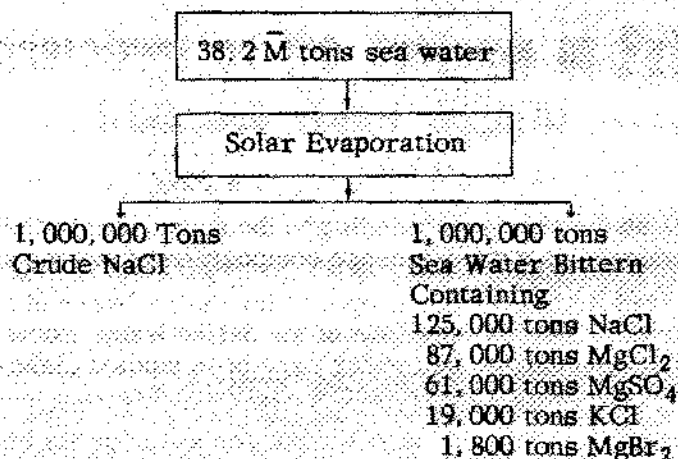 38.2 M̄ tons sea water
Solar Evaporation
1,000,000 Tons
Crude NaCl
1,000,000 tons
Sea Water Bittern
Containing
125,000 tons NaCl
87,000 tons MgCl₂
61,000 tons MgSO₄
19,000 tons KCl
1,800 tons MgBr₂